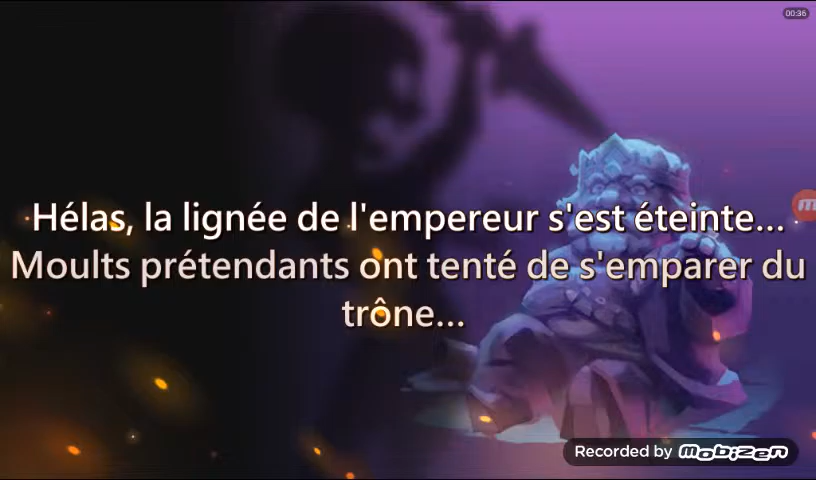 00:36
Hélas, la lignée de l'empereur s'est éteinte...
Moults prétendants ont tenté de s'emparer du
trône...
Recorded by mobizen